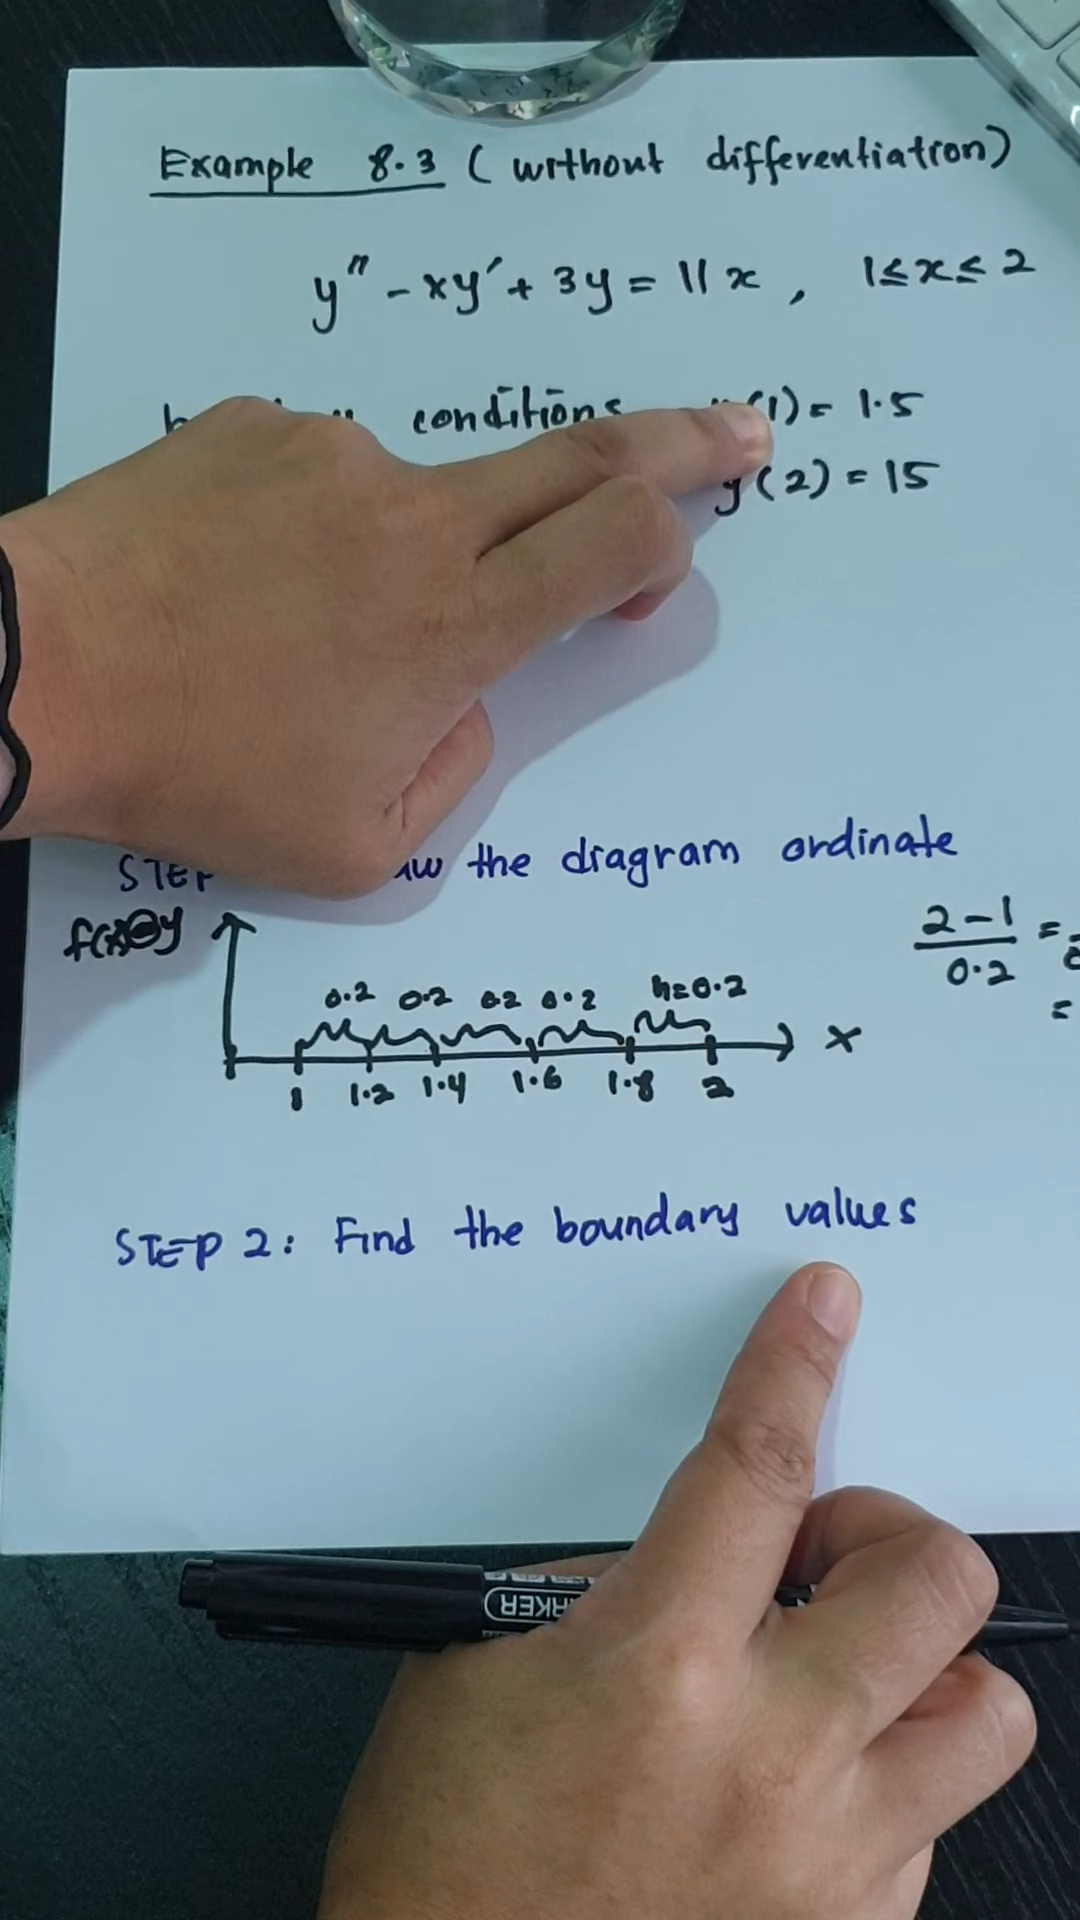 Example 8.3 (without differentiation)
y" - xy' + 3y = 11x , 1≤x≤2
conditions (1) = 1.5
y(2) = 15
STEP the diagram ordinate
f(x) y
2-1
0.2
=
=
0.2 0.2 0.2 0.2 h=0.2
x
1 1.2 1.4 1.6 1.8 2
STEP 2: Find the boundary values